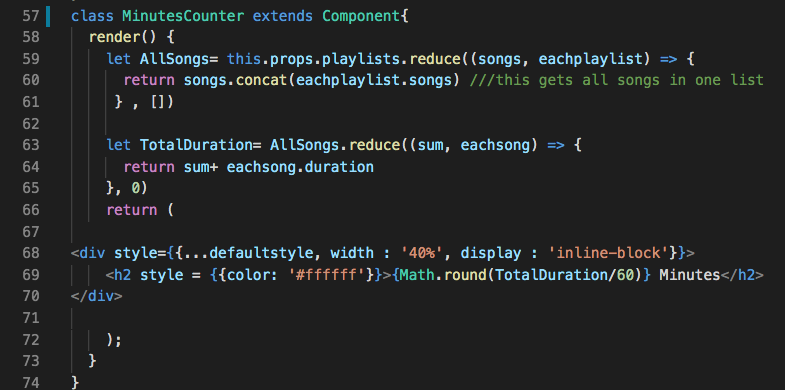 57 class MinutesCounter extends Component{
58 render() {
59 let AllSongs= this.props.playlists.reduce((songs, eachplaylist) => {
60 return songs.concat(eachplaylist.songs) ///this gets all songs in one list
61 } , [])
62
63 let TotalDuration= AllSongs.reduce((sum, eachsong) => {
64 return sum+ eachsong.duration
65 }, 0)
66 return (
67
68 <div style={{...defaultstyle, width : '40%', display : 'inline-block'}}>
69 <h2 style = {{color: '#ffffff'}}>{Math.round(TotalDuration/60)} Minutes</h2>
70 </div>
71
72 );
73 }
74 }